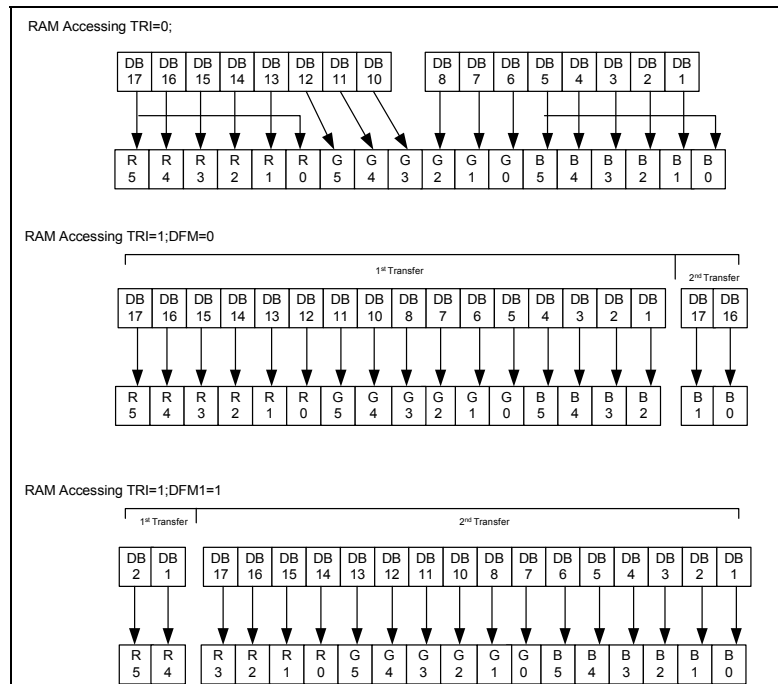 RAM Accessing TRI=0;
DB DB DB DB DB DB DB DB DB DB DB DB DB DB DB DB
17 16 15 14 13 12 11 10 8 7 6 5 4 3 2 1
R R R R R R G G G G G G B B B B B B
5 4 3 2 1 0 5 4 3 2 1 0 5 4 3 2 1 0
RAM Accessing TRI=1;DFM=0
1st Transfer 2nd Transfer
DB DB DB DB DB DB DB DB DB DB DB DB DB DB DB DB DB DB
17 16 15 14 13 12 11 10 8 7 6 5 4 3 2 1 17 16
R R R R R R G G G G G G B B B B B B
5 4 3 2 1 0 5 4 3 2 1 0 5 4 3 2 1 0
RAM Accessing TRI=1;DFM1=1
1st Transfer 2nd Transfer
DB DB DB DB DB DB DB DB DB DB DB DB DB DB DB DB DB DB
2 1 17 16 15 14 13 12 11 10 8 7 6 5 4 3 2 1
R R R R R R G G G G G G B B B B B B
5 4 3 2 1 0 5 4 3 2 1 0 5 4 3 2 1 0